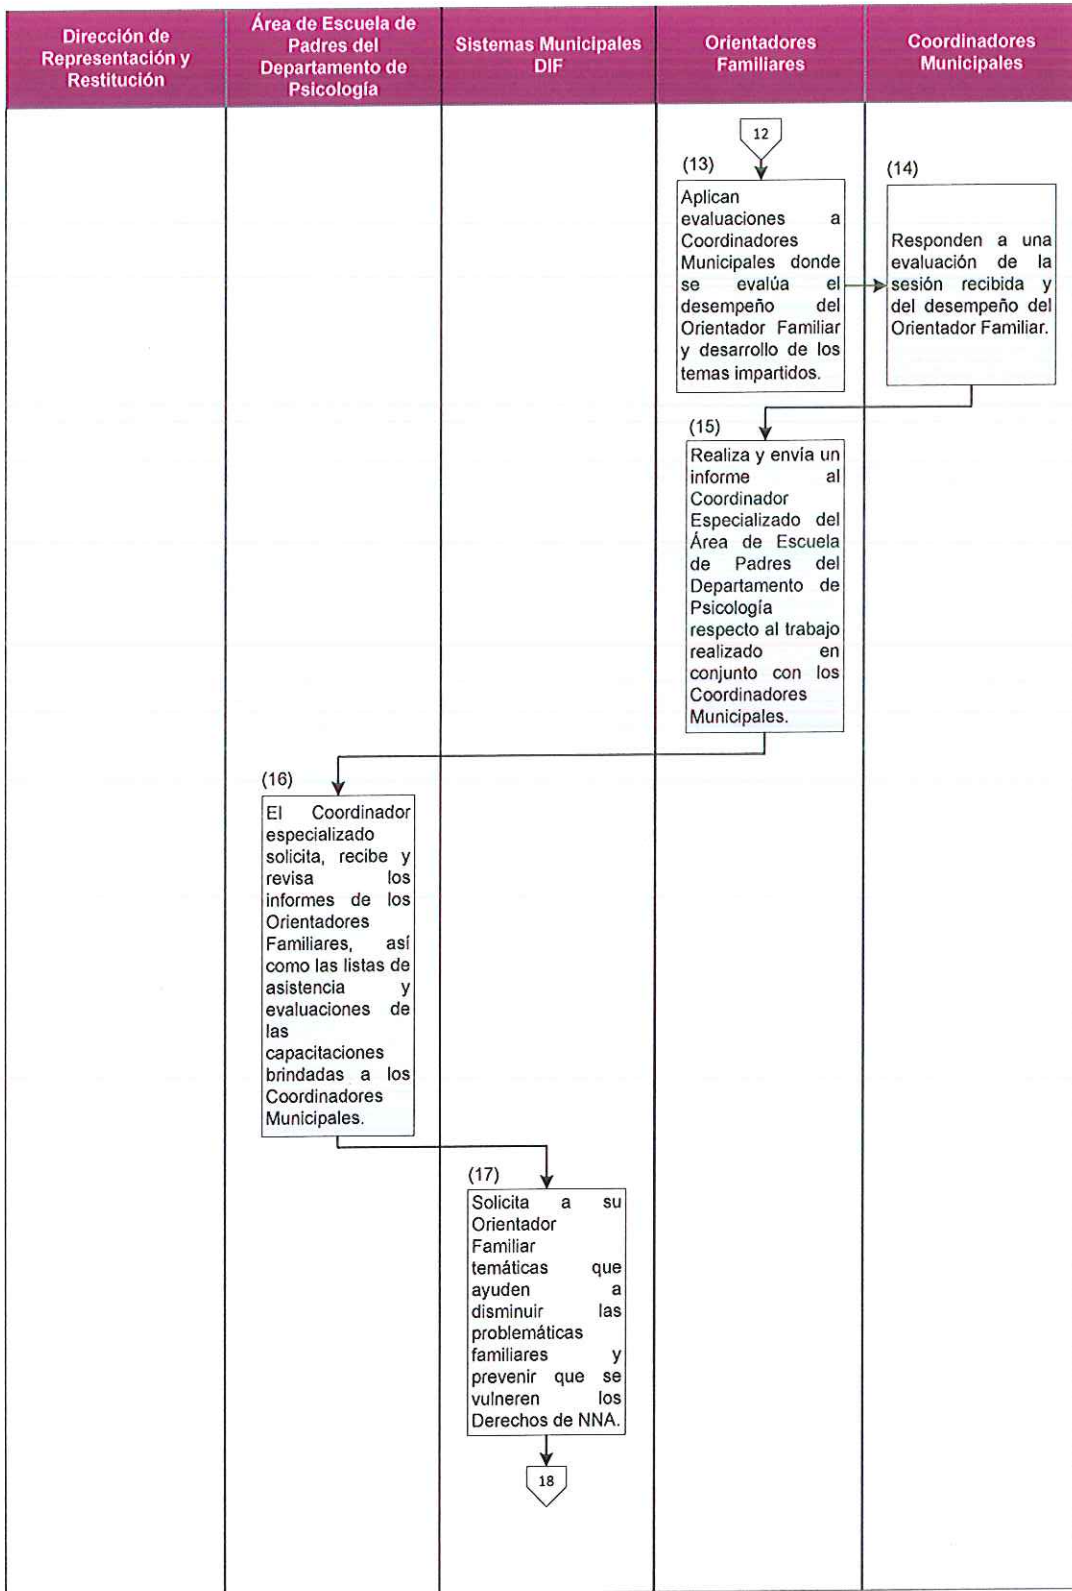 Dirección de
Representación y
Restitución
Área de Escuela de
Padres del
Departamento de
Psicología
Sistemas Municipales
DIF
Orientadores
Familiares
Coordinadores
Municipales
12
(13)
Aplican
evaluaciones a
Coordinadores
Municipales donde
se evalúa el
desempeño del
Orientador Familiar
y desarrollo de los
temas impartidos.
(14)
Responden a una
evaluación de la
sesión recibida y
del desempeño del
Orientador Familiar.
(15)
Realiza y envía un
informe al
Coordinador
Especializado del
Área de Escuela
de Padres del
Departamento de
Psicología
respecto al trabajo
realizado en
conjunto con los
Coordinadores
Municipales.
(16)
El Coordinador
especializado
solicita, recibe y
revisa los
informes de los
Orientadores
Familiares, así
como las listas de
asistencia y
evaluaciones de
las
capacitaciones
brindadas a los
Coordinadores
Municipales.
(17)
Solicita a su
Orientador
Familiar
temáticas que
ayuden a
disminuir las
problemáticas
familiares y
prevenir que se
vulneren los
Derechos de NNA.
18